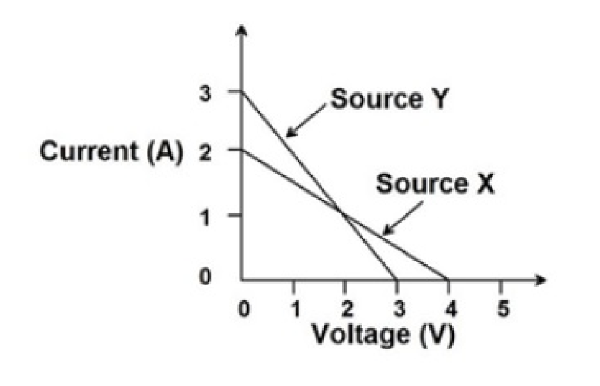 3
Source Y
Current (A) 2
Source X
1
0
0 1 2 3 4 5
Voltage (V)